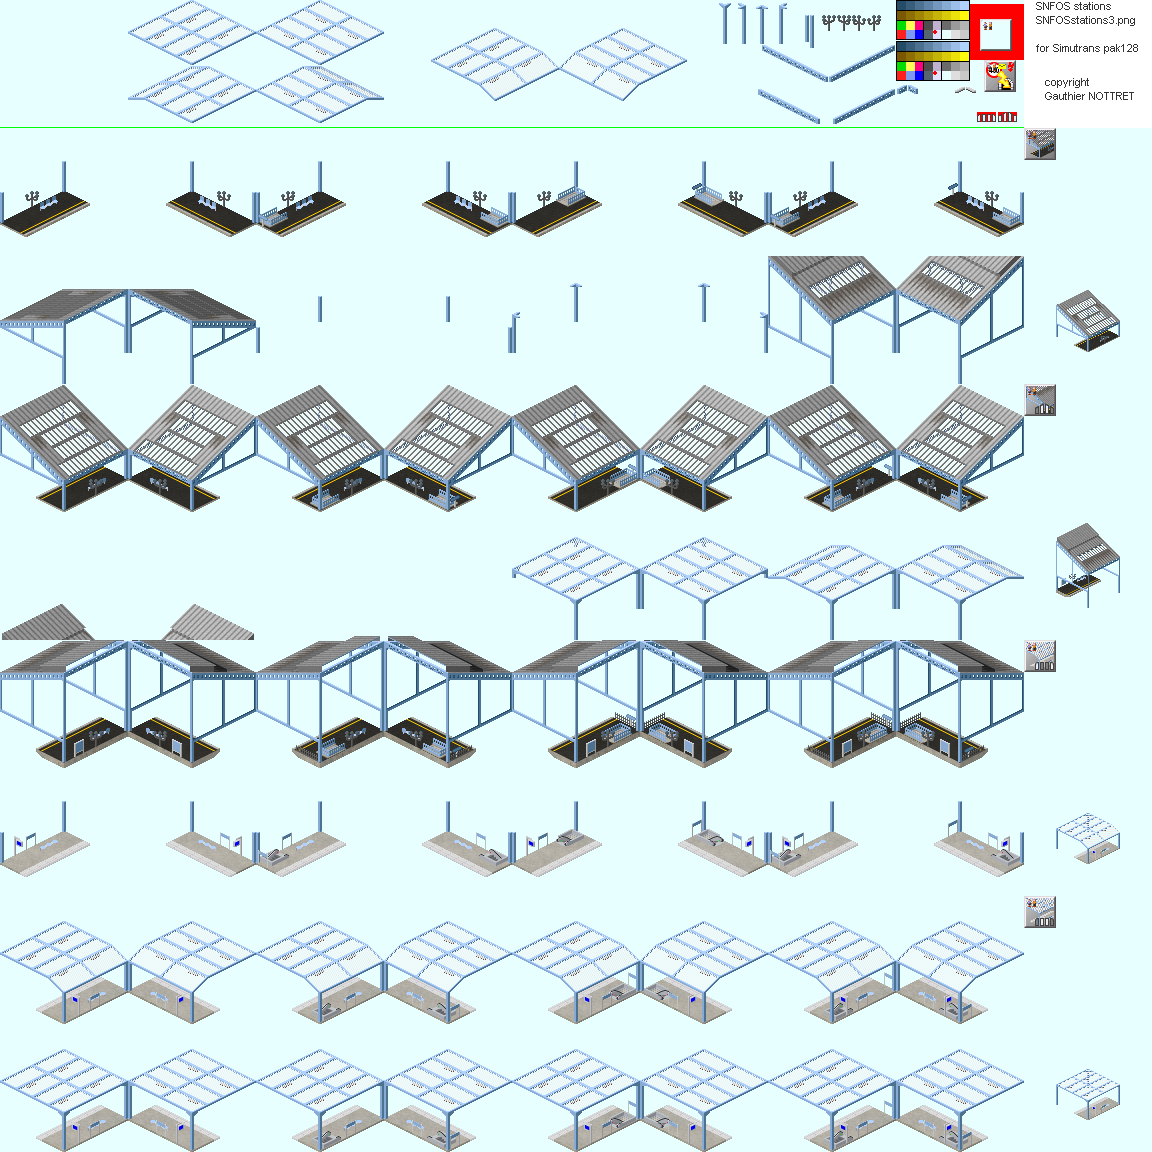 SNFOS stations
SNFOSstations3.png
for Simutrans pak128
copyright
Gauthier NOTTRET